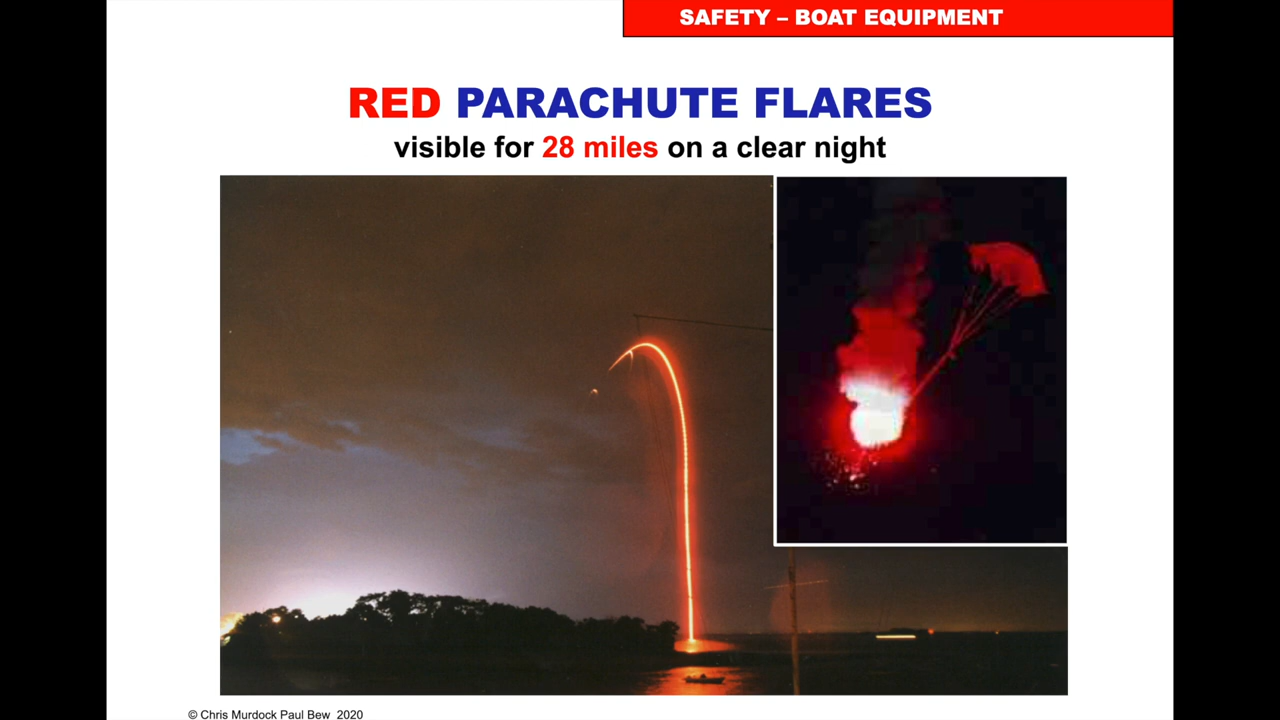 SAFETY – BOAT EQUIPMENT
RED PARACHUTE FLARES
visible for 28 miles on a clear night
© Chris Murdock Paul Bew 2020